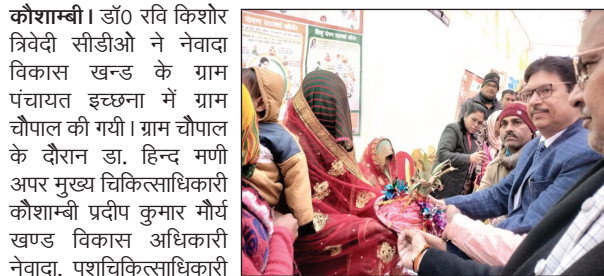 कौशाम्बी। डॉ0 रवि किशोर
त्रिवेदी सीडीओ ने नेवादा
विकास खन्ड के ग्राम
पंचायत इच्छना में ग्राम
चौपाल की गयी। ग्राम चौपाल
के दौरान डा. हिन्द मणी
अपर मुख्य चिकित्साधिकारी
कौशाम्बी प्रदीप कुमार मौर्य
खण्ड विकास अधिकारी
नेवादा, पशुचिकित्साधिकारी